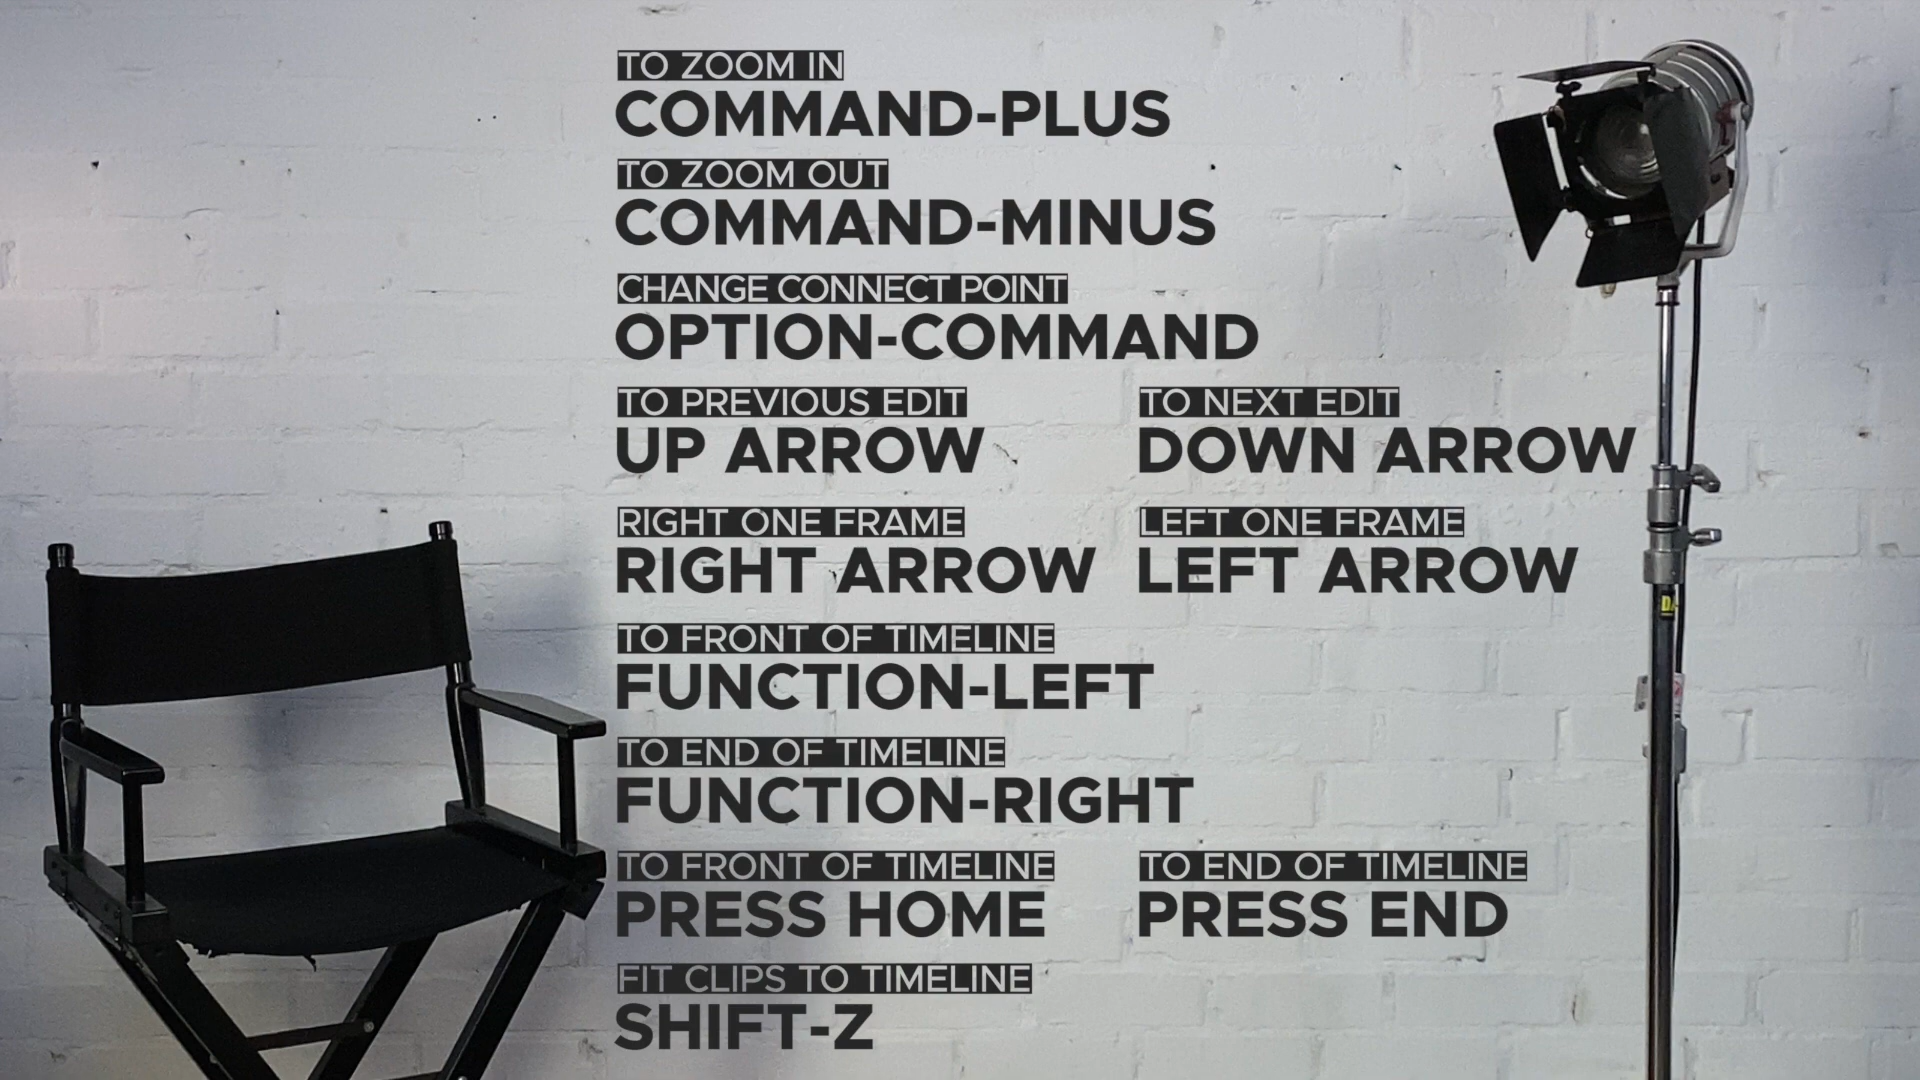 TO ZOOM IN
COMMAND-PLUS
TO ZOOM OUT
COMMAND-MINUS
CHANGE CONNECT POINT
OPTION-COMMAND
TO PREVIOUS EDIT
UP ARROW
TO NEXT EDIT
DOWN ARROW
RIGHT ONE FRAME
RIGHT ARROW
LEFT ONE FRAME
LEFT ARROW
TO FRONT OF TIMELINE
FUNCTION-LEFT
TO END OF TIMELINE
FUNCTION-RIGHT
TO FRONT OF TIMELINE
PRESS HOME
TO END OF TIMELINE
PRESS END
FIT CLIPS TO TIMELINE
SHIFT-Z